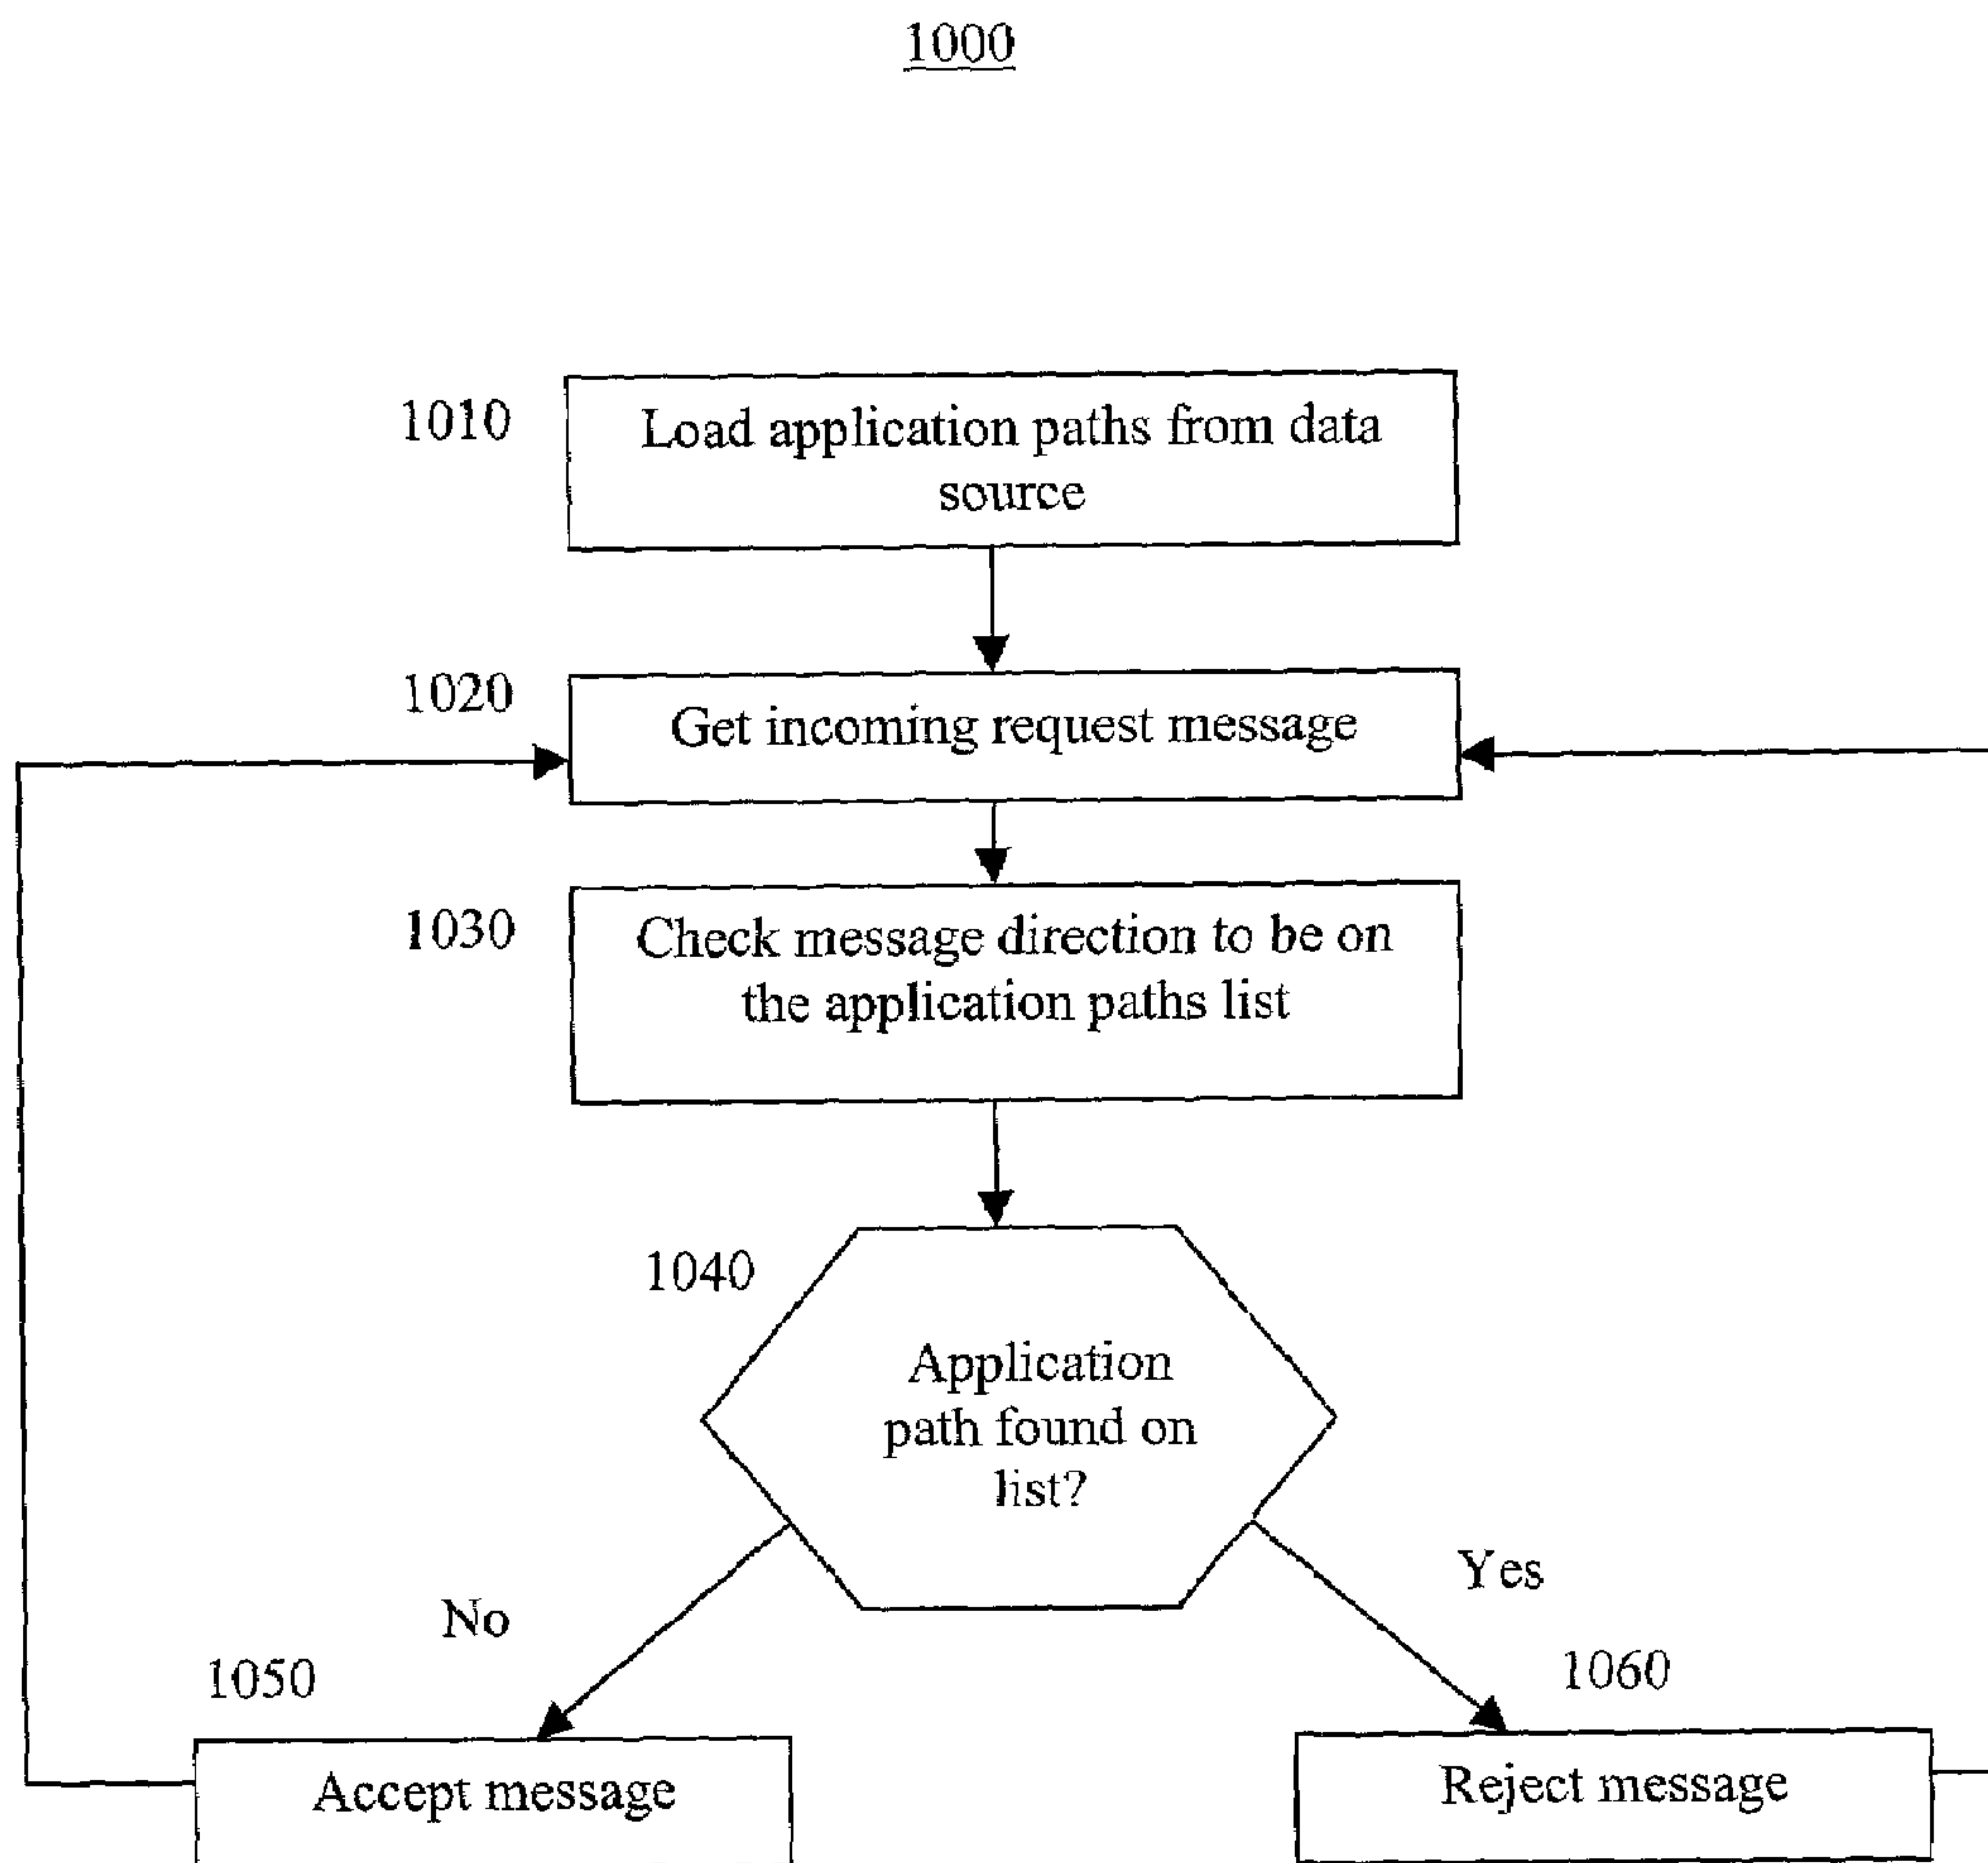 1000
1010
Load application paths from data
source
1020
Get incoming request message
1030
Check message direction to be on
the application paths list
1040
Application
path found on
list?
No
Yes
1050
1060
Accept message
Reject message